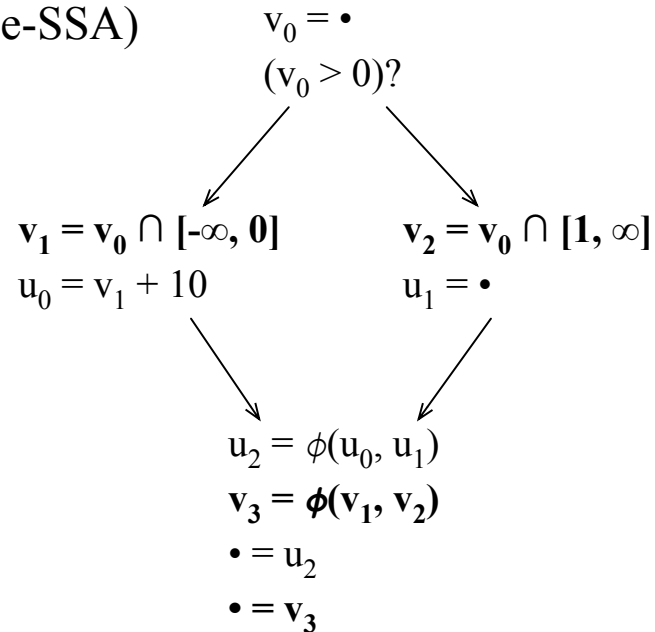 e-SSA)
v₀ = •
(v₀ > 0)?
v₁ = v₀ ∩ [-∞, 0]
u₀ = v₁ + 10
v₂ = v₀ ∩ [1, ∞]
u₁ = •
u₂ = ϕ(u₀, u₁)
v₃ = ϕ(v₁, v₂)
• = u₂
• = v₃